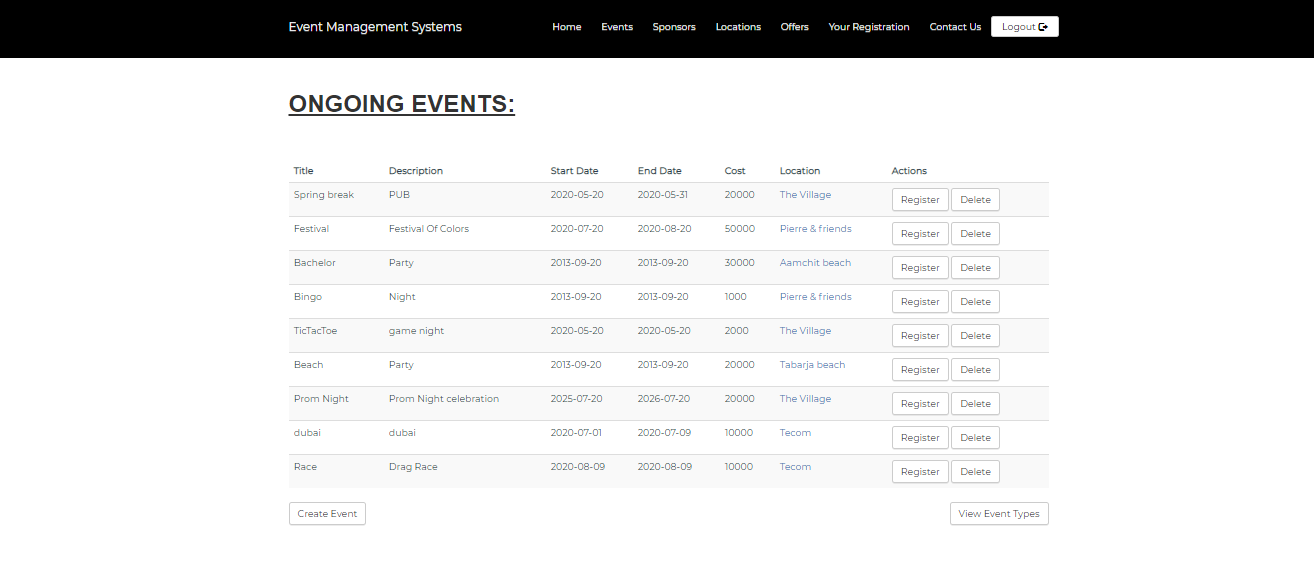 Event Management Systems Home Events Sponsors Locations Offers Your Registration Contact Us Logout
ONGOING EVENTS:
Title Description Start Date End Date Cost Location Actions
Spring break PUB 2020-05-20 2020-05-31 20000 The Village Register Delete
Festival Festival Of Colors 2020-07-20 2020-08-20 50000 Pierre & friends Register Delete
Bachelor Party 2013-09-20 2013-09-20 30000 Aamchit beach Register Delete
Bingo Night 2013-09-20 2013-09-20 1000 Pierre & friends Register Delete
TicTacToe game night 2020-05-20 2020-05-20 2000 The Village Register Delete
Beach Party 2013-09-20 2013-09-20 20000 Tabarja beach Register Delete
Prom Night Prom Night celebration 2025-07-20 2026-07-20 20000 The Village Register Delete
dubai dubai 2020-07-01 2020-07-09 10000 Tecom Register Delete
Race Drag Race 2020-08-09 2020-08-09 10000 Tecom Register Delete
Create Event View Event Types